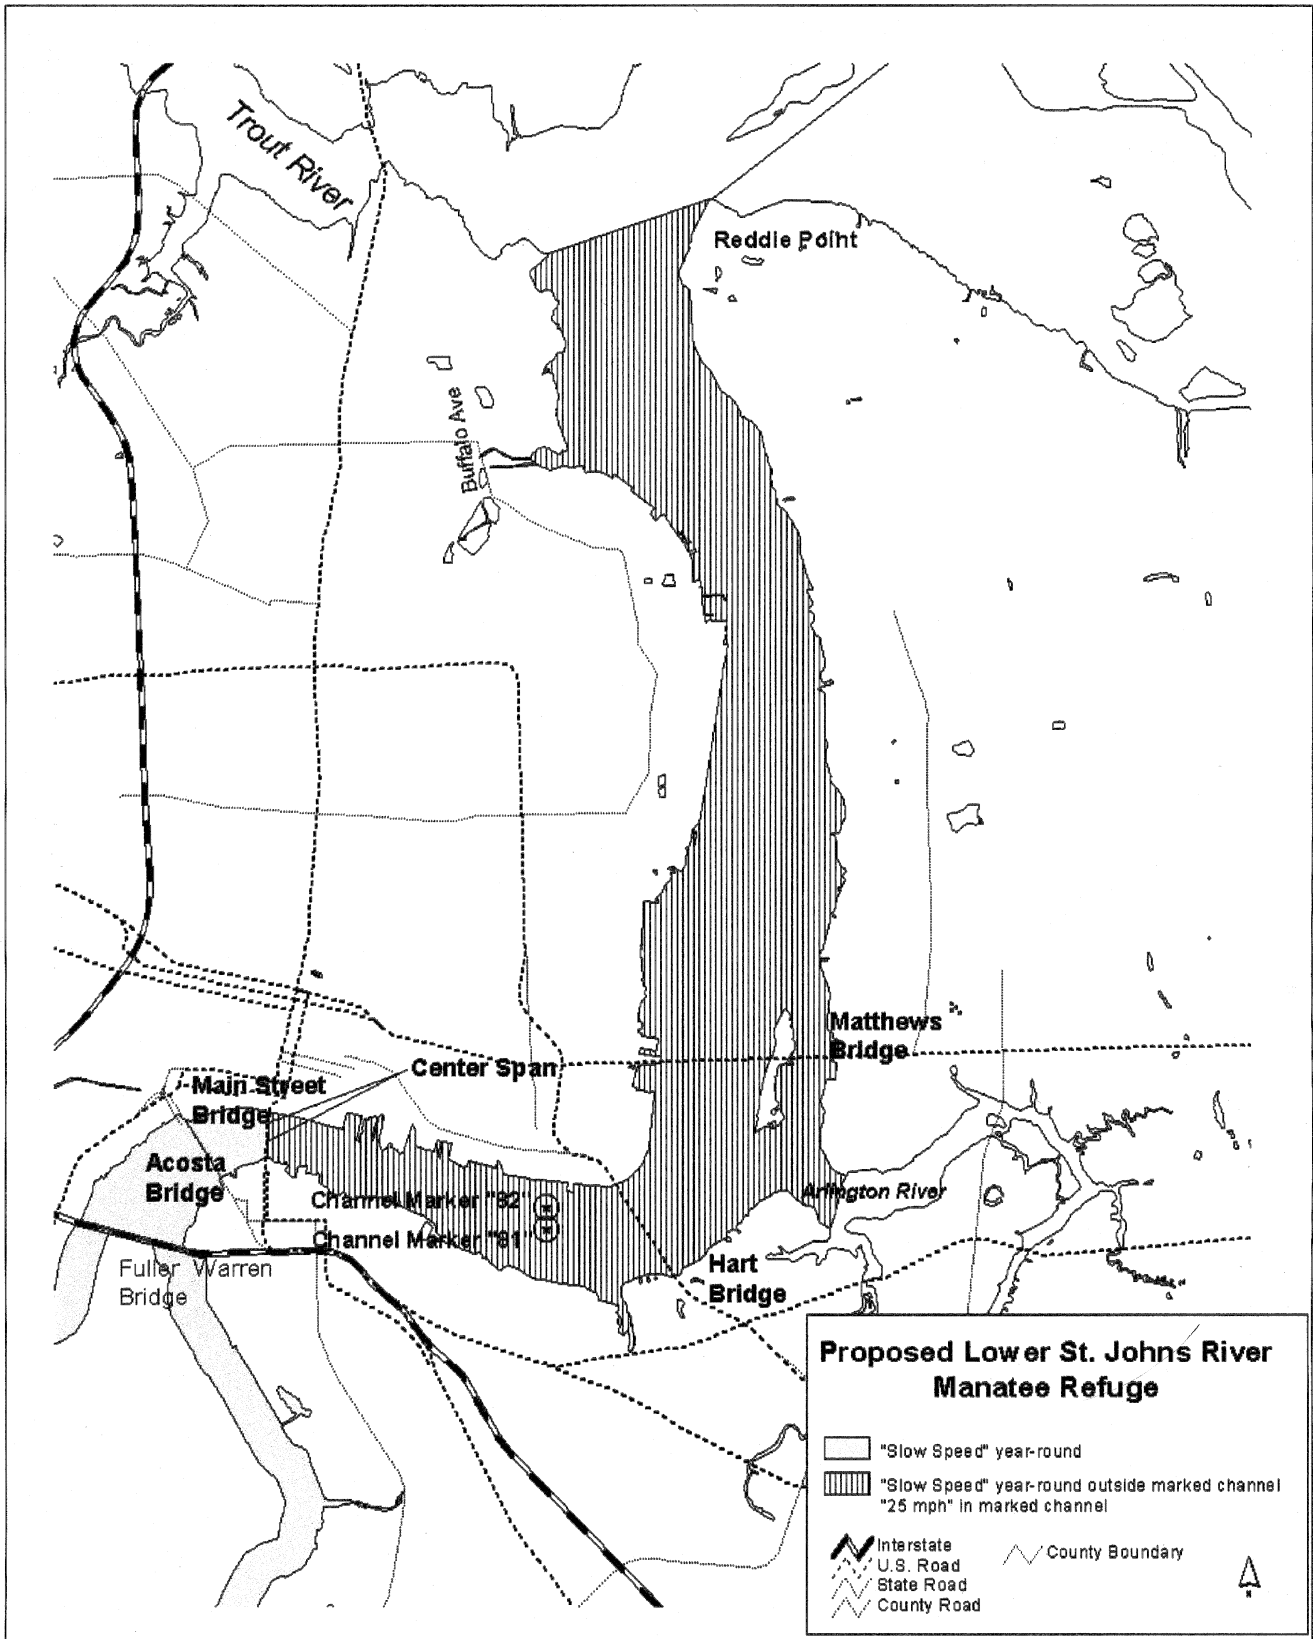 Trout River
Reddie Point
Buffalo Ave
Matthews
Bridge
Center Span
Main Street
Bridge
Acosta
Bridge
Channel Marker "82"
Arlington River
Channel Marker "81"
Fuller Warren
Bridge
Hart
Bridge
Proposed Lower St. Johns River
Manatee Refuge
"Slow Speed" year-round
"Slow Speed" year-round outside marked channel
"25 mph" in marked channel
Interstate
County Boundary
U.S. Road
State Road
County Road
N